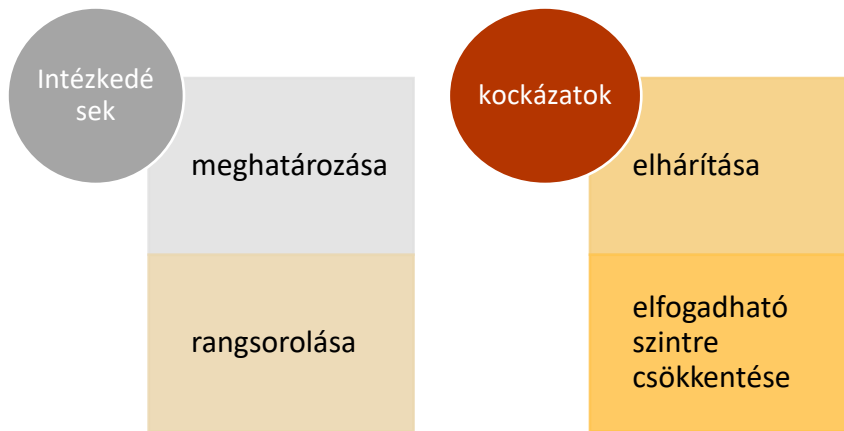 Intézkedé
sek
meghatározása
rangsorolása
kockázatok
elhárítása
elfogadható
szintre
csökkentése